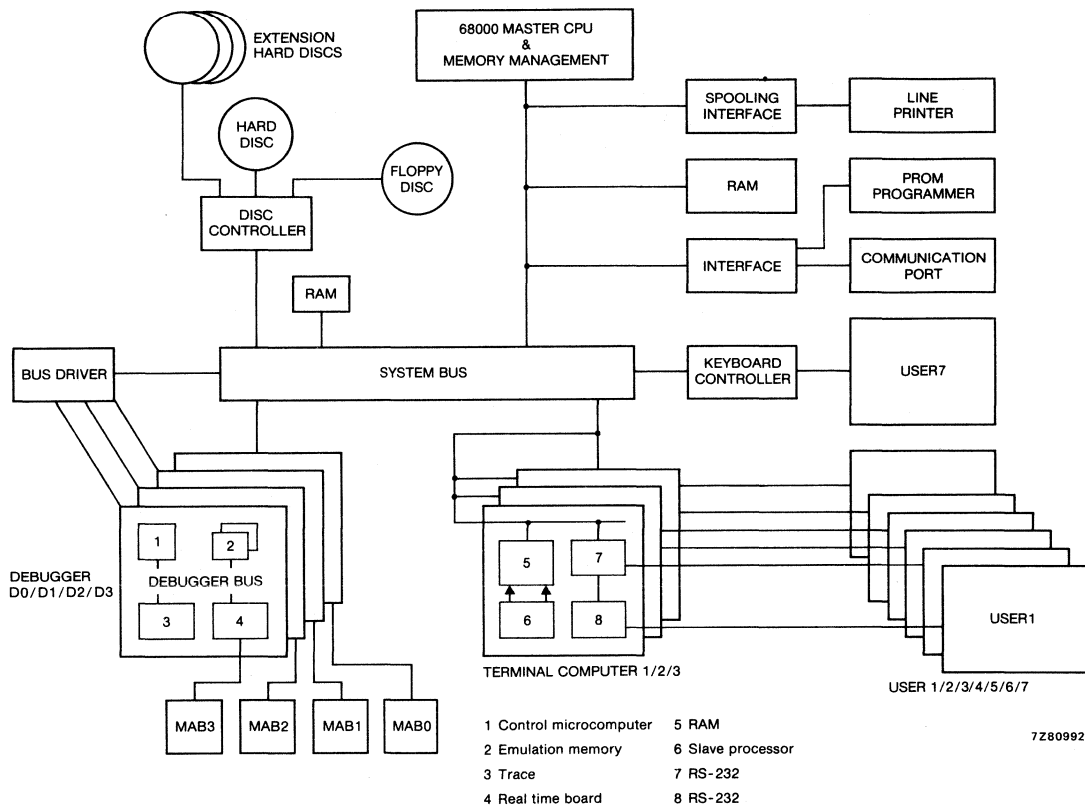 EXTENSION
HARD DISCS
68000 MASTER CPU
&
MEMORY MANAGEMENT
SPOOLING
INTERFACE
LINE
PRINTER
HARD
DISC
FLOPPY
DISC
RAM
PROM
PROGRAMMER
DISC
CONTROLLER
INTERFACE
COMMUNICATION
PORT
RAM
BUS DRIVER
SYSTEM BUS
KEYBOARD
CONTROLLER
USER7
1
2
DEBUGGER BUS
3
4
DEBUGGER
D0/D1/D2/D3
5
7
6
8
USER1
TERMINAL COMPUTER 1/2/3
USER 1/2/3/4/5/6/7
MAB3
MAB2
MAB1
MAB0
1 Control microcomputer
2 Emulation memory
3 Trace
4 Real time board
5 RAM
6 Slave processor
7 RS-232
8 RS-232
7Z80992